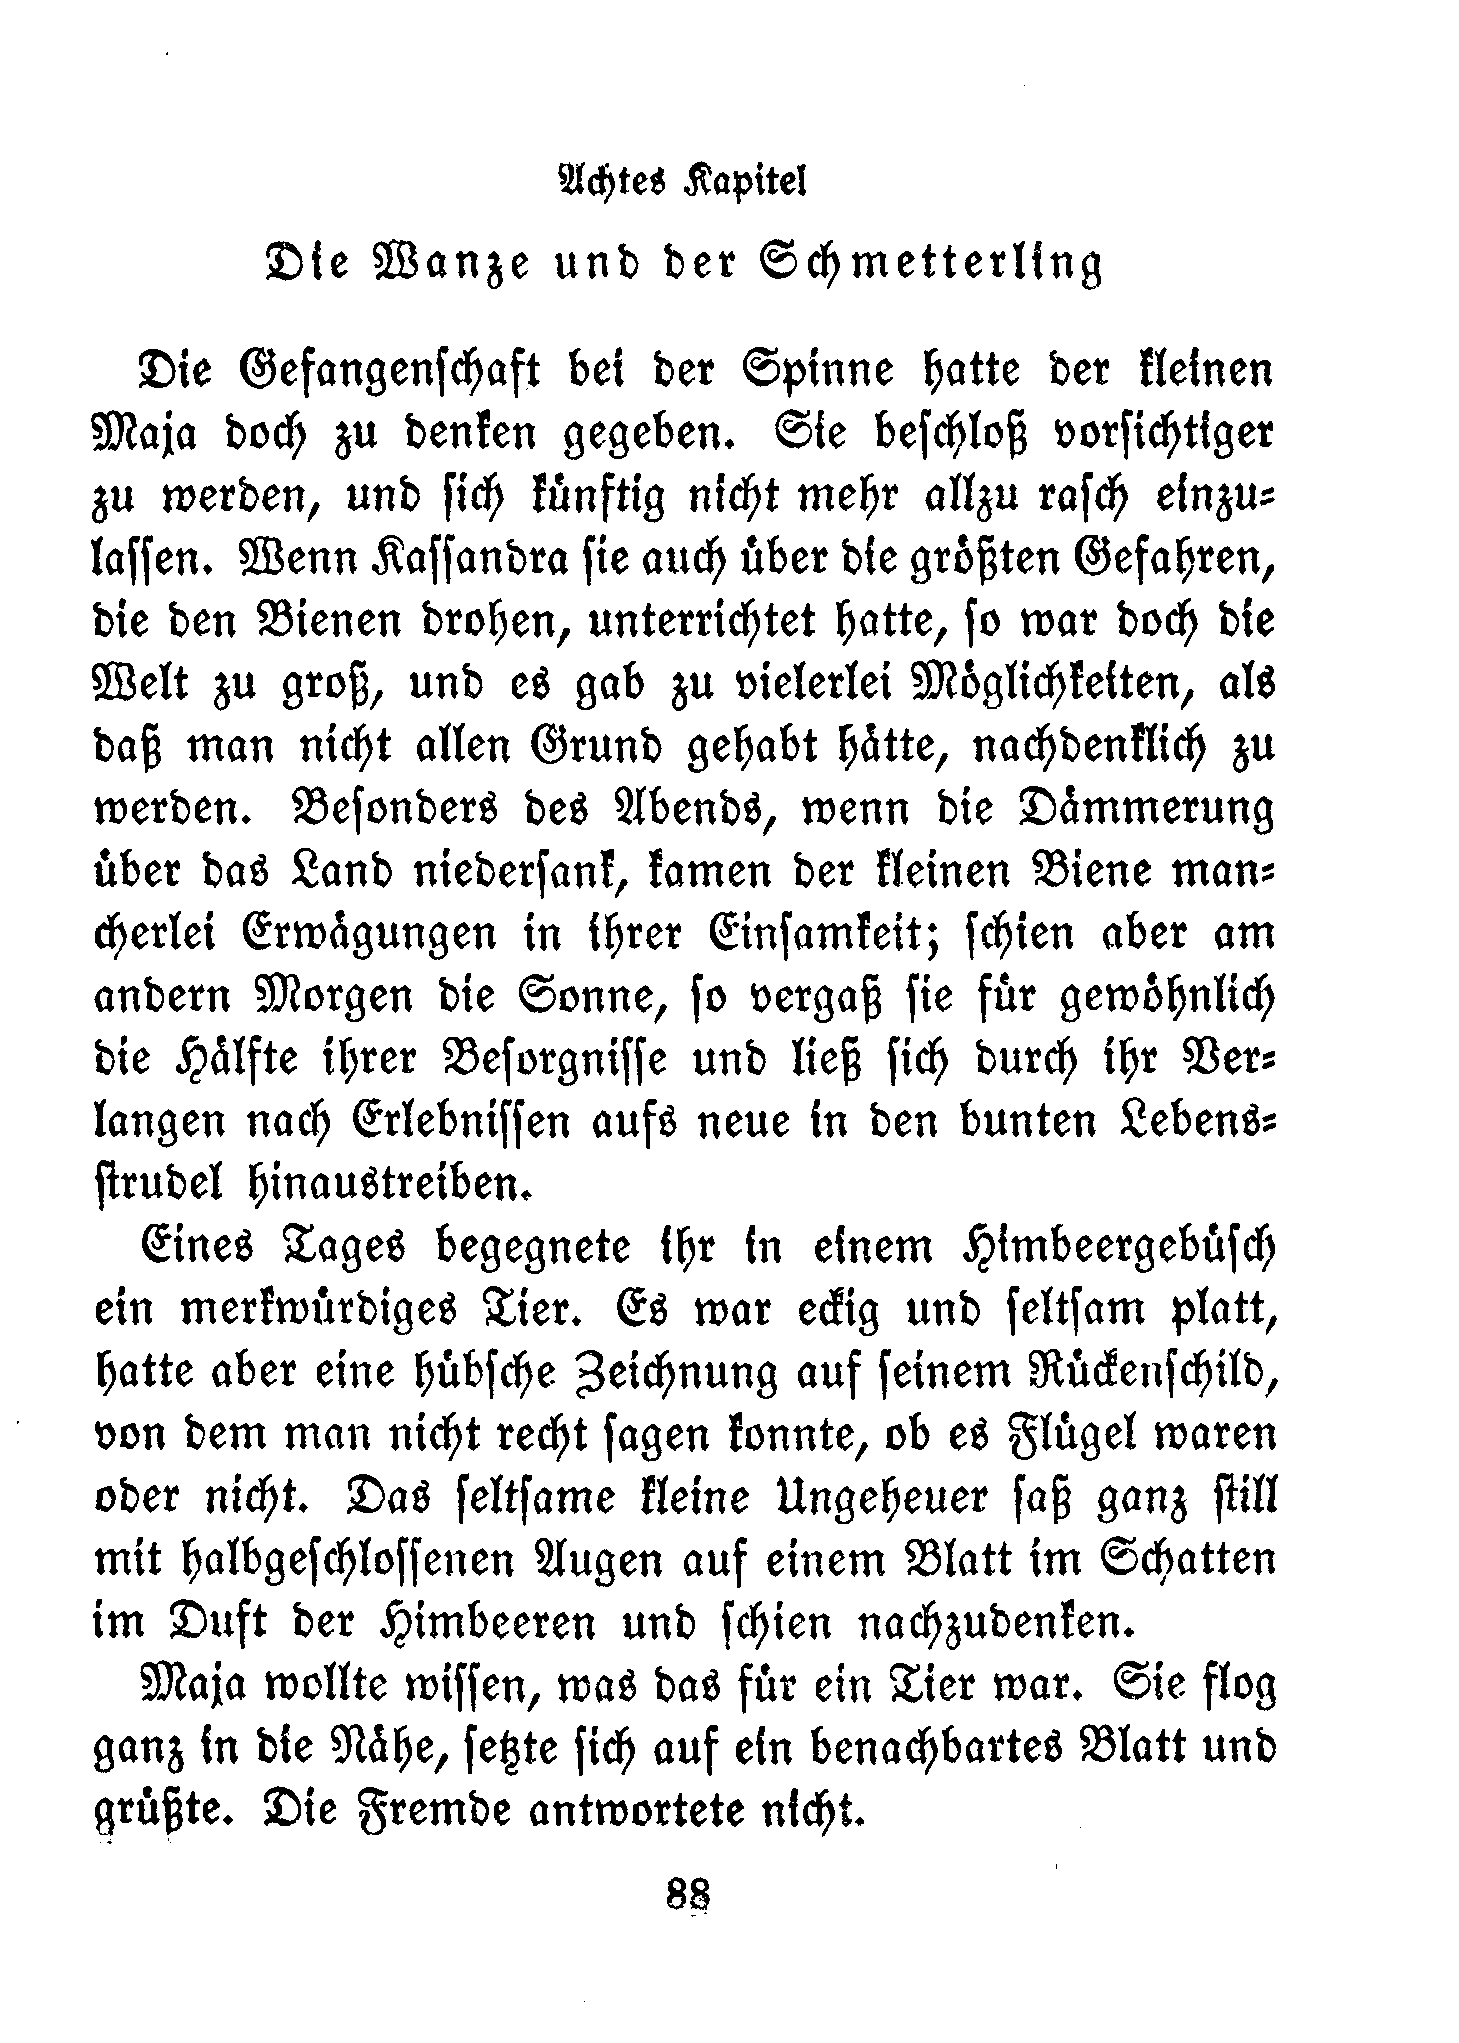 Achtes Kapitel
Die Wanze und der Schmetterling
Die Gefangenschaft bei der Spinne hatte der kleinen
Maja doch zu denken gegeben. Sie beschloß vorsichtiger
zu werden, und sich künftig nicht mehr allzu rasch einzu-
lassen. Wenn Kassandra sie auch über die größten Gefahren,
die den Bienen drohen, unterrichtet hatte, so war doch die
Welt zu groß, und es gab zu vielerlei Möglichkeiten, als
daß man nicht allen Grund gehabt hätte, nachdenklich zu
werden. Besonders des Abends, wenn die Dämmerung
über das Land niedersank, kamen der kleinen Biene man-
cherlei Erwägungen in ihrer Einsamkeit; schien aber am
andern Morgen die Sonne, so vergaß sie für gewöhnlich
die Hälfte ihrer Besorgnisse und ließ sich durch ihr Ver-
langen nach Erlebnissen aufs neue in den bunten Lebens-
strudel hinaustreiben.
Eines Tages begegnete ihr in einem Himbeergebüsch
ein merkwürdiges Tier. Es war eckig und seltsam platt,
hatte aber eine hübsche Zeichnung auf seinem Rückenschild,
von dem man nicht recht sagen konnte, ob es Flügel waren
oder nicht. Das seltsame kleine Ungeheuer saß ganz still
mit halbgeschlossenen Augen auf einem Blatt im Schatten
im Duft der Himbeeren und schien nachzudenken.
Maja wollte wissen, was das für ein Tier war. Sie flog
ganz in die Nähe, setzte sich auf ein benachbartes Blatt und
grüßte. Die Fremde antwortete nicht.
88